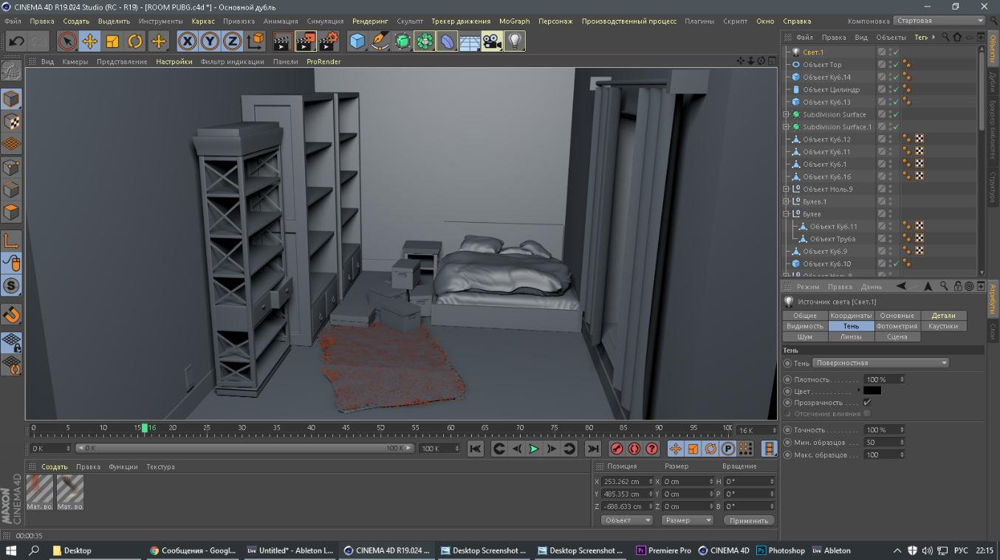 CINEMA 4D R19.024 Studio (RC - R19) - [ROOM PUBG.c4d *] - Основной дубль
Файл Правка Создать Выделить Инструменты Каркас Привязка Анимация Симуляция Рендеринг Скульпт Трекер движения MoGraph Персонаж Производственный процесс Плагины Скрипт Окно Справка Компоновка Стартовая
Вид Камеры Представление Настройки Фильтр индикации Панели ProRender
Файл Правка Вид Объекты Тег
Свет.1
Объект Тор
Объект Куб.14
Объект Цилиндр
Объект Куб.13
Subdivision Surface
Subdivision Surface.1
Объект Куб.12
Объект Куб.11
Объект Куб.1
Объект Куб.16
Объект Ноль.9
Булев.1
Булев
Объект Куб.11
Объект Труба
Объект Куб.9
Объект Куб.10
Объект Ноль.8
Объекты
Дубли
Браузер библиотек
Структура
Режим Правка Данны
Источник света [Свет.1]
Общие Координаты Основные Детали
Видимость Тень Фотометрия Каустики
Шум Линзы Сцена
Тень
Тень Поверхностная
Плотность 100 %
Цвет
Прозрачность
Отсечение влияния
Точность 100 %
Мин. образцов 50
Макс. образцов 100
Атрибуты
Слои
0 5 10 15 16 20 25 30 35 40 45 50 55 60 65 70 75 80 85 90 95 10
16 K
0 K 0 K 100 K 100 K
Создать Правка Функции Текстура
Мат. во. Мат. во.
Позиция Размер Вращение
X 253.262 cm X 0 cm H 0 °
Y 485.353 cm Y 0 cm P 0 °
Z -688.633 cm Z 0 cm B 0 °
Объект Размер Применить
MAXON
CINEMA 4D
00:00:35
Desktop Сообщения - Googl... Untitled* - Ableton L... CINEMA 4D R19.024 ... Desktop Screenshot ... Desktop Screenshot ... Premiere Pro CINEMA 4D Photoshop Ableton РУС 22:15